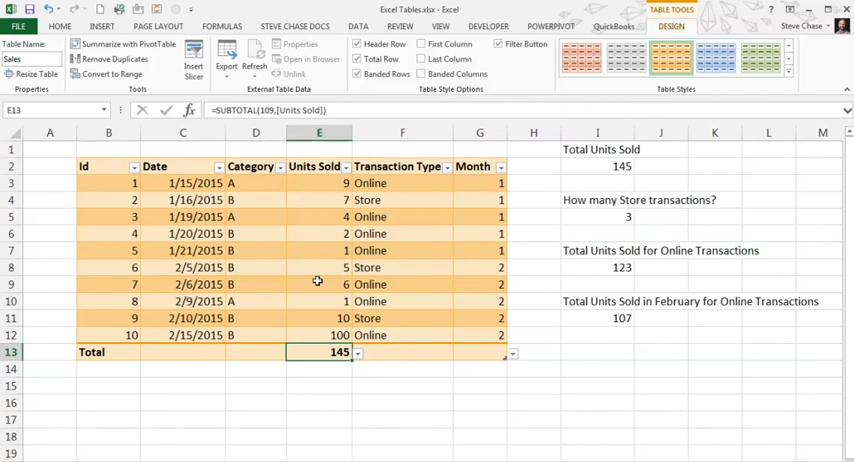 Excel Tables.xlsx - Excel
TABLE TOOLS
FILE HOME INSERT PAGE LAYOUT FORMULAS STEVE CHASE DOCS DATA REVIEW VIEW DEVELOPER POWERPIVOT QuickBooks DESIGN Steve Chase
Table Name:
Sales
Resize Table
Properties
Summarize with PivotTable
Remove Duplicates
Convert to Range
Tools
Insert
Slicer
Export Refresh
Properties
Open in Browser
Unlink
External Table Data
Header Row First Column Filter Button
Total Row Last Column
Banded Rows Banded Columns
Table Style Options
Table Styles
E13 fx =SUBTOTAL(109,[Units Sold])
A B C D E F G H I J K L M
1 Total Units Sold
2 Id Date Category Units Sold Transaction Type Month 145
3 1 1/15/2015 A 9 Online 1
4 2 1/16/2015 B 7 Store 1 How many Store transactions?
5 3 1/19/2015 A 4 Online 1 3
6 4 1/20/2015 B 2 Online 1
7 5 1/21/2015 B 1 Online 1 Total Units Sold for Online Transactions
8 6 2/5/2015 B 5 Store 2 123
9 7 2/6/2015 B 6 Online 2
10 8 2/9/2015 A 1 Online 2 Total Units Sold in February for Online Transactions
11 9 2/10/2015 B 10 Store 2 107
12 10 2/15/2015 B 100 Online 2
13 Total 145
14
15
16
17
18
19